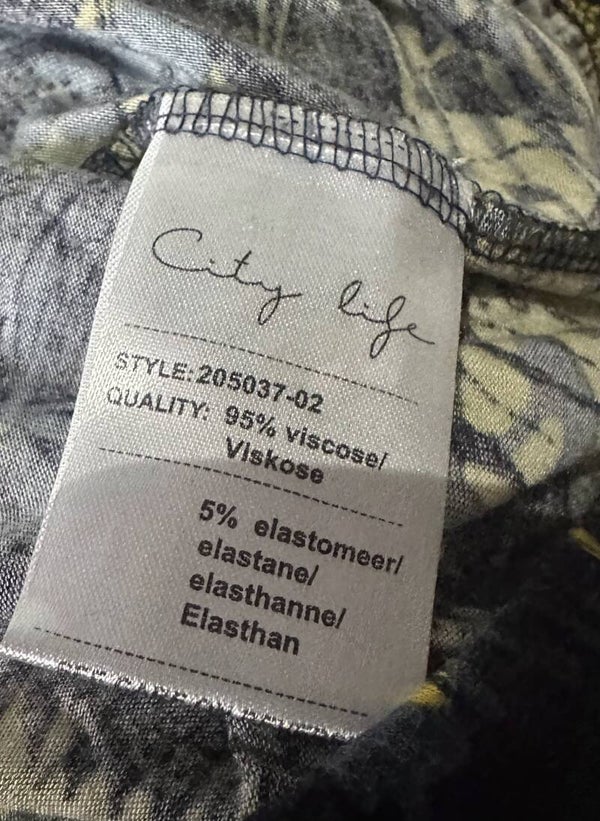 City life
STYLE: 205037-02
QUALITY: 95% viscose/
Viskose
5% elastomeer/
elastane/
elasthanne/
Elasthan